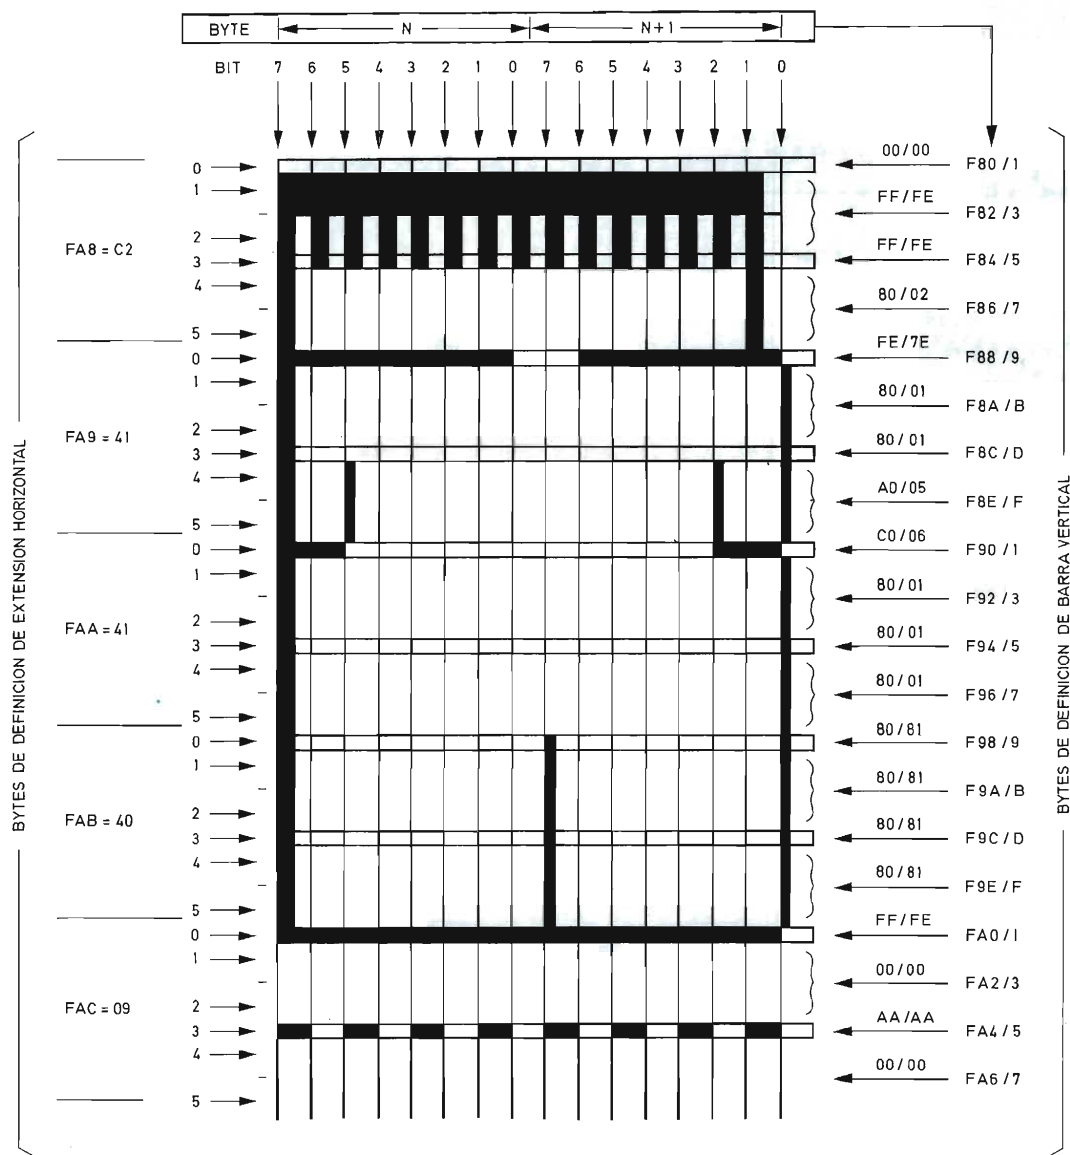 BYTE N N+1
BIT 7 6 5 4 3 2 1 0 7 6 5 4 3 2 1 0
BYTES DE DEFINICION DE EXTENSION HORIZONTAL
BYTES DE DEFINICION DE BARRA VERTICAL
0 00/00 F80/1
1
FF/FE F82/3
2
FA8 = C2
3 FF/FE F84/5
4
80/02 F86/7
5
0 FE/7E F88/9
1
80/01 F8A/B
2
FA9 = 41
3 80/01 F8C/D
4
A0/05 F8E/F
5
0 C0/06 F90/1
1
80/01 F92/3
2
FAA = 41
3 80/01 F94/5
4
80/01 F96/7
5
0 80/81 F98/9
1
80/81 F9A/B
2
FAB = 40
3 80/81 F9C/D
4
80/81 F9E/F
5
0 FF/FE FA0/1
1
00/00 FA2/3
2
FAC = 09
3 AA/AA FA4/5
4
00/00 FA6/7
5